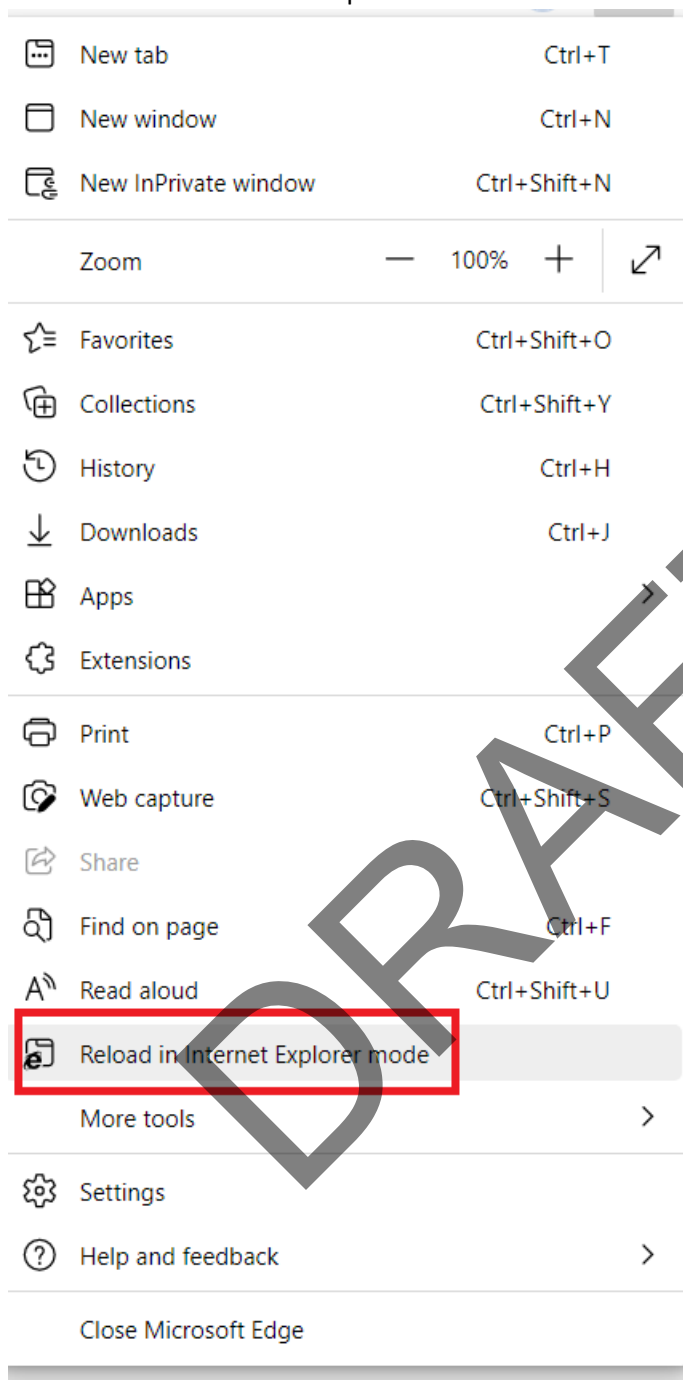 New tab Ctrl+T
New window Ctrl+N
New InPrivate window Ctrl+Shift+N
Zoom — 100% +
Favorites Ctrl+Shift+O
Collections Ctrl+Shift+Y
History Ctrl+H
Downloads Ctrl+J
Apps
Extensions
Print Ctrl+P
Web capture Ctrl+Shift+S
Share
Find on page Ctrl+F
Read aloud Ctrl+Shift+U
Reload in Internet Explorer mode
More tools
Settings
Help and feedback
Close Microsoft Edge
DRAFT